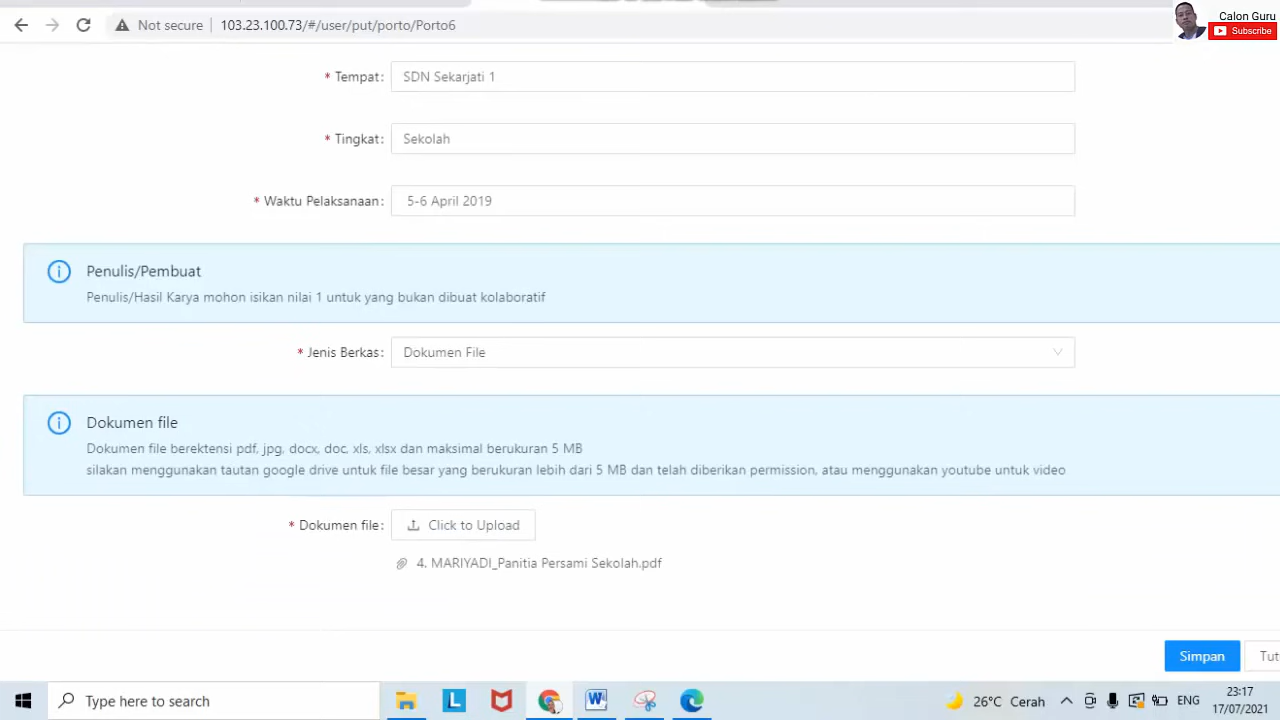 Not secure
103.23.100.73/#/user/put/porto/Porto6
Calon Guru
Subscribe
* Tempat: SDN Sekarjati 1
* Tingkat: Sekolah
* Waktu Pelaksanaan: 5-6 April 2019
Penulis/Pembuat
Penulis/Hasil Karya mohon isikan nilai 1 untuk yang bukan dibuat kolaboratif
* Jenis Berkas: Dokumen File
Dokumen file
Dokumen file berektensi pdf, jpg, docx, doc, xls, xlsx dan maksimal berukuran 5 MB
silakan menggunakan tautan google drive untuk file besar yang berukuran lebih dari 5 MB dan telah diberikan permission, atau menggunakan youtube untuk video
* Dokumen file: Click to Upload
4. MARIYADI_Panitia Persami Sekolah.pdf
Simpan
Tut
Type here to search
L
W
26°C Cerah
ENG
23:17
17/07/2021